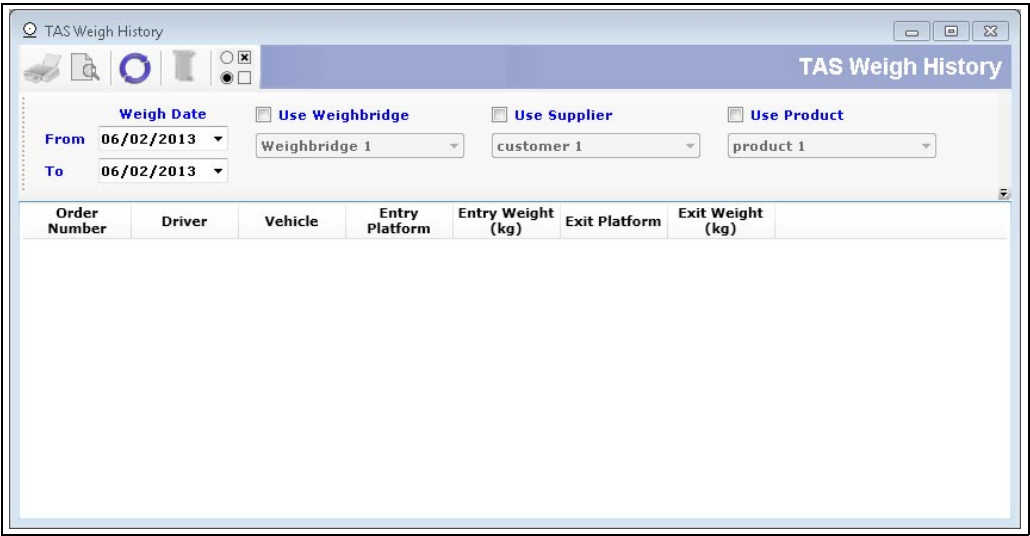 TAS Weigh History
TAS Weigh History
Weigh Date
Use Weighbridge
Use Supplier
Use Product
From 06/02/2013
Weighbridge 1
customer 1
product 1
To 06/02/2013
Order Number
Driver
Vehicle
Entry Platform
Entry Weight (kg)
Exit Platform
Exit Weight (kg)